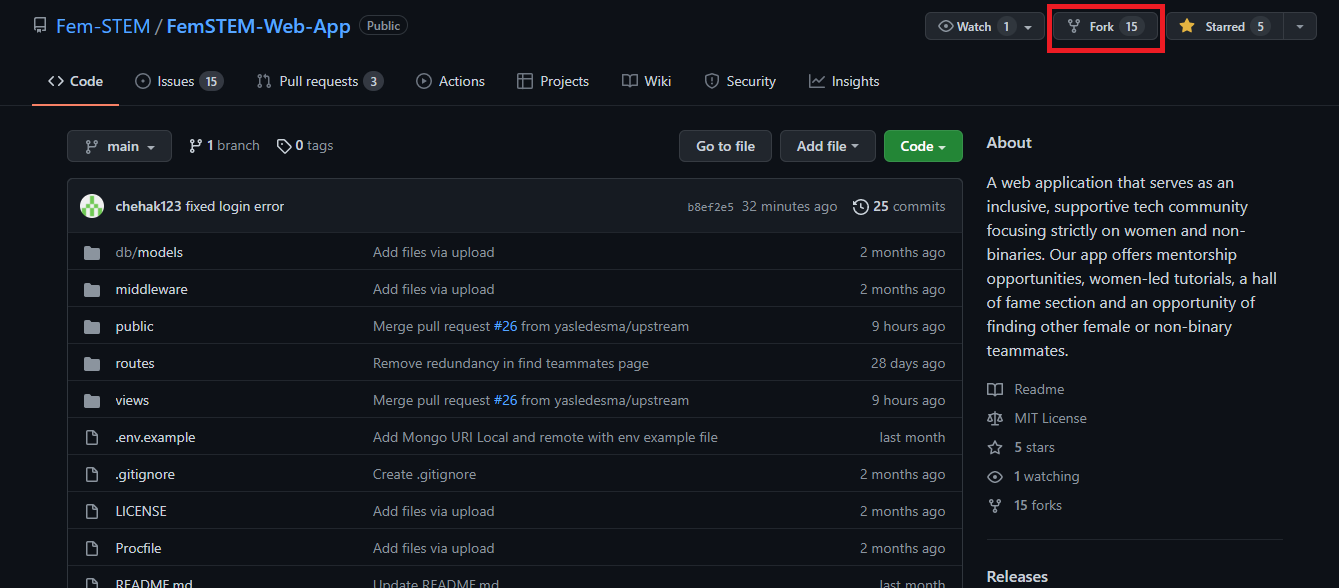 Fem-STEM / FemSTEM-Web-App Public
Watch 1 Fork 15 Starred 5
Code Issues 15 Pull requests 3 Actions Projects Wiki Security Insights
main 1 branch 0 tags Go to file Add file Code
chehak123 fixed login error b8ef2e5 32 minutes ago 25 commits
db/models Add files via upload 2 months ago
middleware Add files via upload 2 months ago
public Merge pull request #26 from yasledesma/upstream 9 hours ago
routes Remove redundancy in find teammates page 28 days ago
views Merge pull request #26 from yasledesma/upstream 9 hours ago
.env.example Add Mongo URI Local and remote with env example file last month
.gitignore Create .gitignore 2 months ago
LICENSE Add files via upload 2 months ago
Procfile Add files via upload 2 months ago
README.md Update README.md last month
About
A web application that serves as an
inclusive, supportive tech community
focusing strictly on women and non-
binaries. Our app offers mentorship
opportunities, women-led tutorials, a hall
of fame section and an opportunity of
finding other female or non-binary
teammates.
Readme
MIT License
5 stars
1 watching
15 forks
Releases